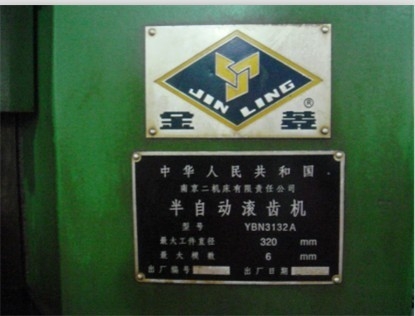 JIN LING
®
金菱
中华人民共和国
南京二机床有限责任公司
半自动滚齿机
型号 YBN3132A
最大工件直径 320 mm
最大模数 6 mm
出厂编号 出厂日期